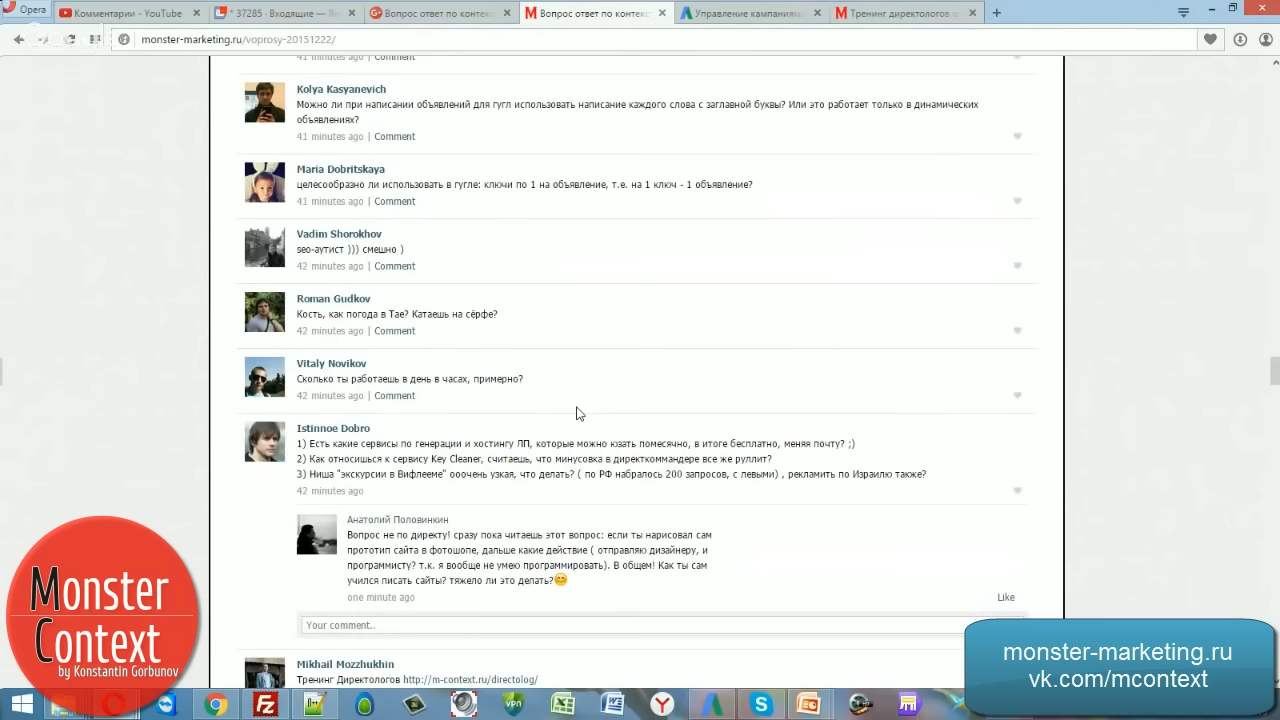 Opera
Комментарии - YouTube
* 37285 - Входящие — Ян
Вопрос ответ по контекс
Вопрос ответ по контекс
Управление кампаниями
Тренинг директологов о
monster-marketing.ru/voprosy-20151222/
41 minutes ago | Comment
Kolya Kasyanevich
Можно ли при написании объявлений для гугл использовать написание каждого слова с заглавной буквы? Или это работает только в динамических
объявлениях?
41 minutes ago | Comment
Maria Dobritskaya
целесообразно ли использовать в гугле: ключи по 1 на объявление, т.е. на 1 ключ - 1 объявление?
41 minutes ago | Comment
Vadim Shorokhov
seo-аутист ))) смешно )
42 minutes ago | Comment
Roman Gudkov
Кость, как погода в Тае? Катаешь на сёрфе?
42 minutes ago | Comment
Vitaly Novikov
Сколько ты работаешь в день в часах, примерно?
42 minutes ago | Comment
Istinnoe Dobro
1) Есть какие сервисы по генерации и хостингу ЛП, которые можно юзать помесячно, в итоге бесплатно, меняя почту? ;)
2) Как относишься к сервису Key Cleaner, считаешь, что минусовка в директкоммандере все же руллит?
3) Ниша "экскурсии в Вифлееме" ооочень узкая, что делать? ( по РФ набралось 200 запросов, с левыми) , рекламить по Израилю также?
42 minutes ago
Анатолий Половинкин
Вопрос не по директу! сразу пока читаешь этот вопрос: если ты нарисовал сам
прототип сайта в фотошопе, дальше какие действие ( отправляю дизайнеру, и
программисту? т.к. я вообще не умею программировать). В общем! Как ты сам
учился писать сайты? тяжело ли это делать?😊
one minute ago
Like
Your comment..
Mikhail Mozzhukhin
Тренинг Директологов http://m-context.ru/directolog/
Monster
Context
by Konstantin Gorbunov
monster-marketing.ru
vk.com/mcontext
VPN